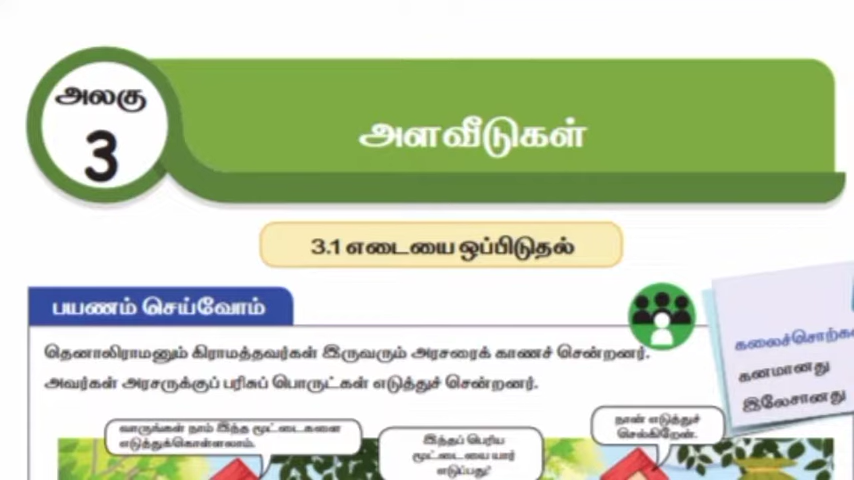 அலகு
3
அளவீடுகள்
3.1 எடையை ஒப்பிடுதல்
பயணம் செய்வோம்
தெனாலிராமனும் கிராமத்தவர்கள் இருவரும் அரசரைக் காணச் சென்றனர்.
அவர்கள் அரசருக்குப் பரிசுப் பொருட்கள் எடுத்துச் சென்றனர்.
கலைச்சொற்கள்
கனமானது
இலேசானது
வாருங்கள் நாம் இந்த மூட்டைகளை
எடுத்துக்கொள்ளலாம்.
இந்தப் பெரிய
மூட்டையை யார்
எடுப்பது?
நான் எடுத்துச்
செல்கிறேன்.